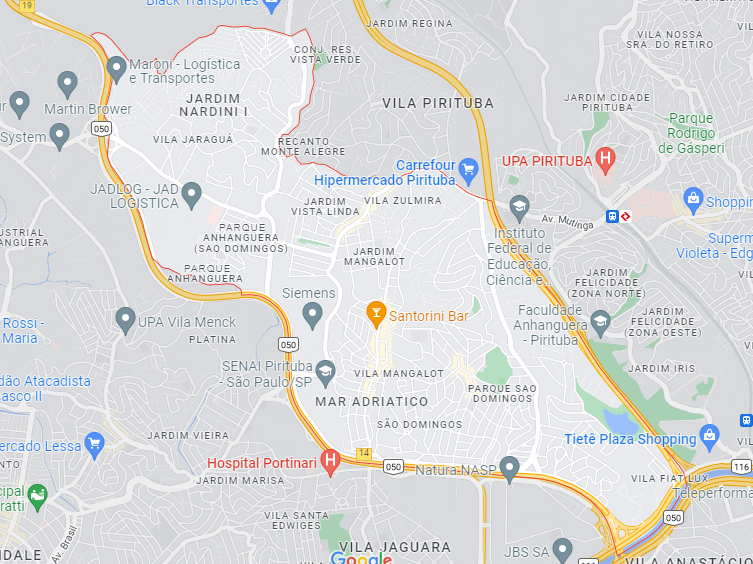 19
Black Transportes
JARDIM REGINA
VILA NOSSA
SRA. DO RETIRO
CONJ. RES.
VISTA VERDE
Maroni - Logística
e Transportes
JARDIM
NARDINI I
VILA PIRITUBA
JARDIM CIDADE
PIRITUBA
Martin Brower
Parque
Rodrigo
de Gásperi
System
050
VILA JARAGUÁ
RECANTO
MONTE ALEGRE
Carrefour
Hipermercado Pirituba
UPA PIRITUBA
JADLOG - JAD
LOGISTICA
JARDIM
VISTA LINDA
VILA ZULMIRA
Av. Mutinga
Shopping
PARQUE
ANHANGUERA
(SAO DOMINGOS)
Instituto
Federal de
Educação,
Ciência e...
Superm
Violeta - Edg
USTRIAL
ANGUERA
JARDIM
MANGALOT
PARQUE
ANHANGUERA
JARDIM
FELICIDADE
(ZONA NORTE)
Siemens
Santorini Bar
Faculdade
Anhanguera
- Pirituba
JARDIM
FELICIDADE
(ZONA OESTE)
Rossi -
Maria
UPA Vila Menck
PLATINA
050
SENAI Pirituba
- São Paulo/SP
VILA MANGALOT
JARDIM IRIS
dão Atacadista
asco II
MAR ADRIATICO
PARQUE SAO
DOMINGOS
SÃO DOMINGOS
JARDIM VIEIRA
Tietê Plaza Shopping
ercado Lessa
14
Hospital Portinari
050
Natura NASP
116
JARDIM MARISA
VILA FIAT LUX
Teleperforma
cipal
ratti
VILA SANTA
EDWIGES
050
Av. Brasil
NDALE
VILA JAGUARA
JBS SA
Google
VILA ANASTÁCIO